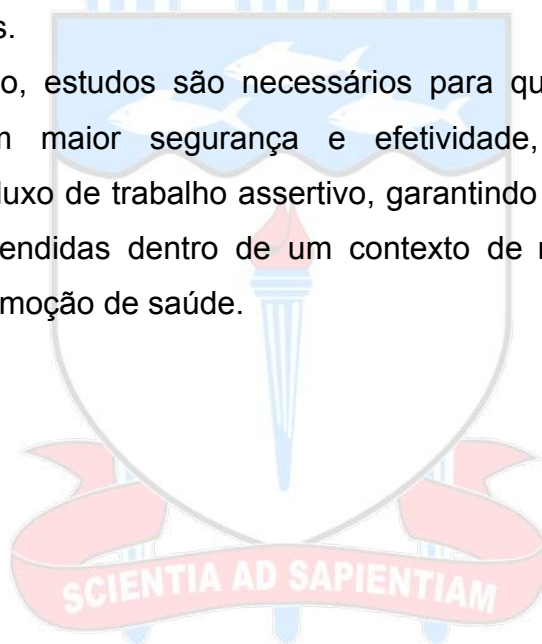 s.
o, estudos são necessários para qu
m maior segurança e efetividade,
luxo de trabalho assertivo, garantindo
endidas dentro de um contexto de
moção de saúde.
SCIENTIA AD SAPIENTIAM